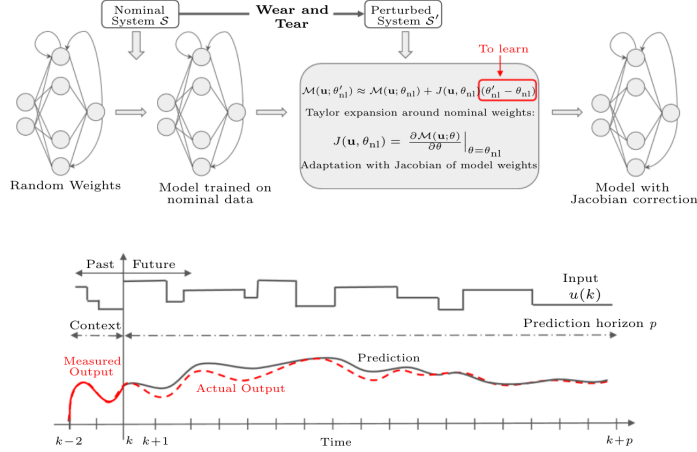 Nominal
System 𝒮
Wear and
Tear
Perturbed
System 𝒮′
To learn
ℳ(u;θ′nl) ≈ ℳ(u;θnl) + J(u,θnl)(θ′nl − θnl)
Taylor expansion around nominal weights:
J(u,θnl) = ∂ℳ(u;θ)/∂θ |θ=θnl
Adaptation with Jacobian of model weights
Random Weights
Model trained on
nominal data
Model with
Jacobian correction
Past
Future
Input
u(k)
Context
Prediction horizon p
Measured
Output
Prediction
Actual Output
k−2
k
k+1
Time
k+p